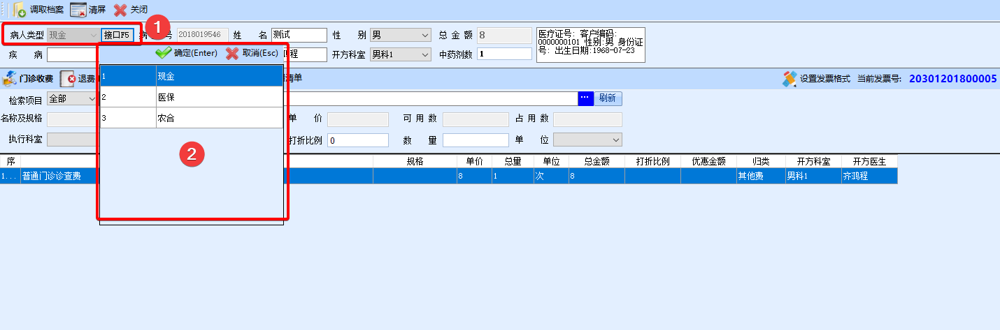 调取档案 清屏 关闭
1
病人类型 现金 接口F5 病 号 2018019546 姓 名 测试 性 别 男 总 金 额 8
医疗证号: 客户编码:
0000000101 性别:男 身份证
号: 出生日期:1968-07-23
疾 病 程 开方科室 男科1 中药剂数 1
确定(Enter) 取消(Esc)
门诊收费 退费 清单 设置发票格式 当前发票号: 20301201800005
1 现金
2 医保
3 农合
检索项目 全部 ... 刷新
名称及规格 单 价 可 用 数 占 用 数
执行科室 打折比例 0 数 量 单 位
2
序 规格 单价 总量 单位 总金额 打折比例 优惠金额 归类 开方科室 开方医生
1... 普通门诊诊查费 8 1 次 8 其他费 男科1 齐鸿程